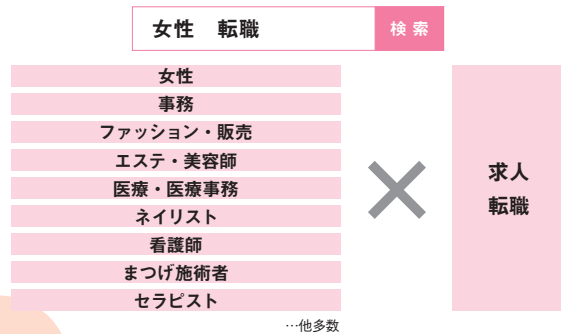 女性　転職
検索
女性
事務
ファッション・販売
エステ・美容師
医療・医療事務
ネイリスト
看護師
まつげ施術者
セラピスト
…他多数
求人
転職